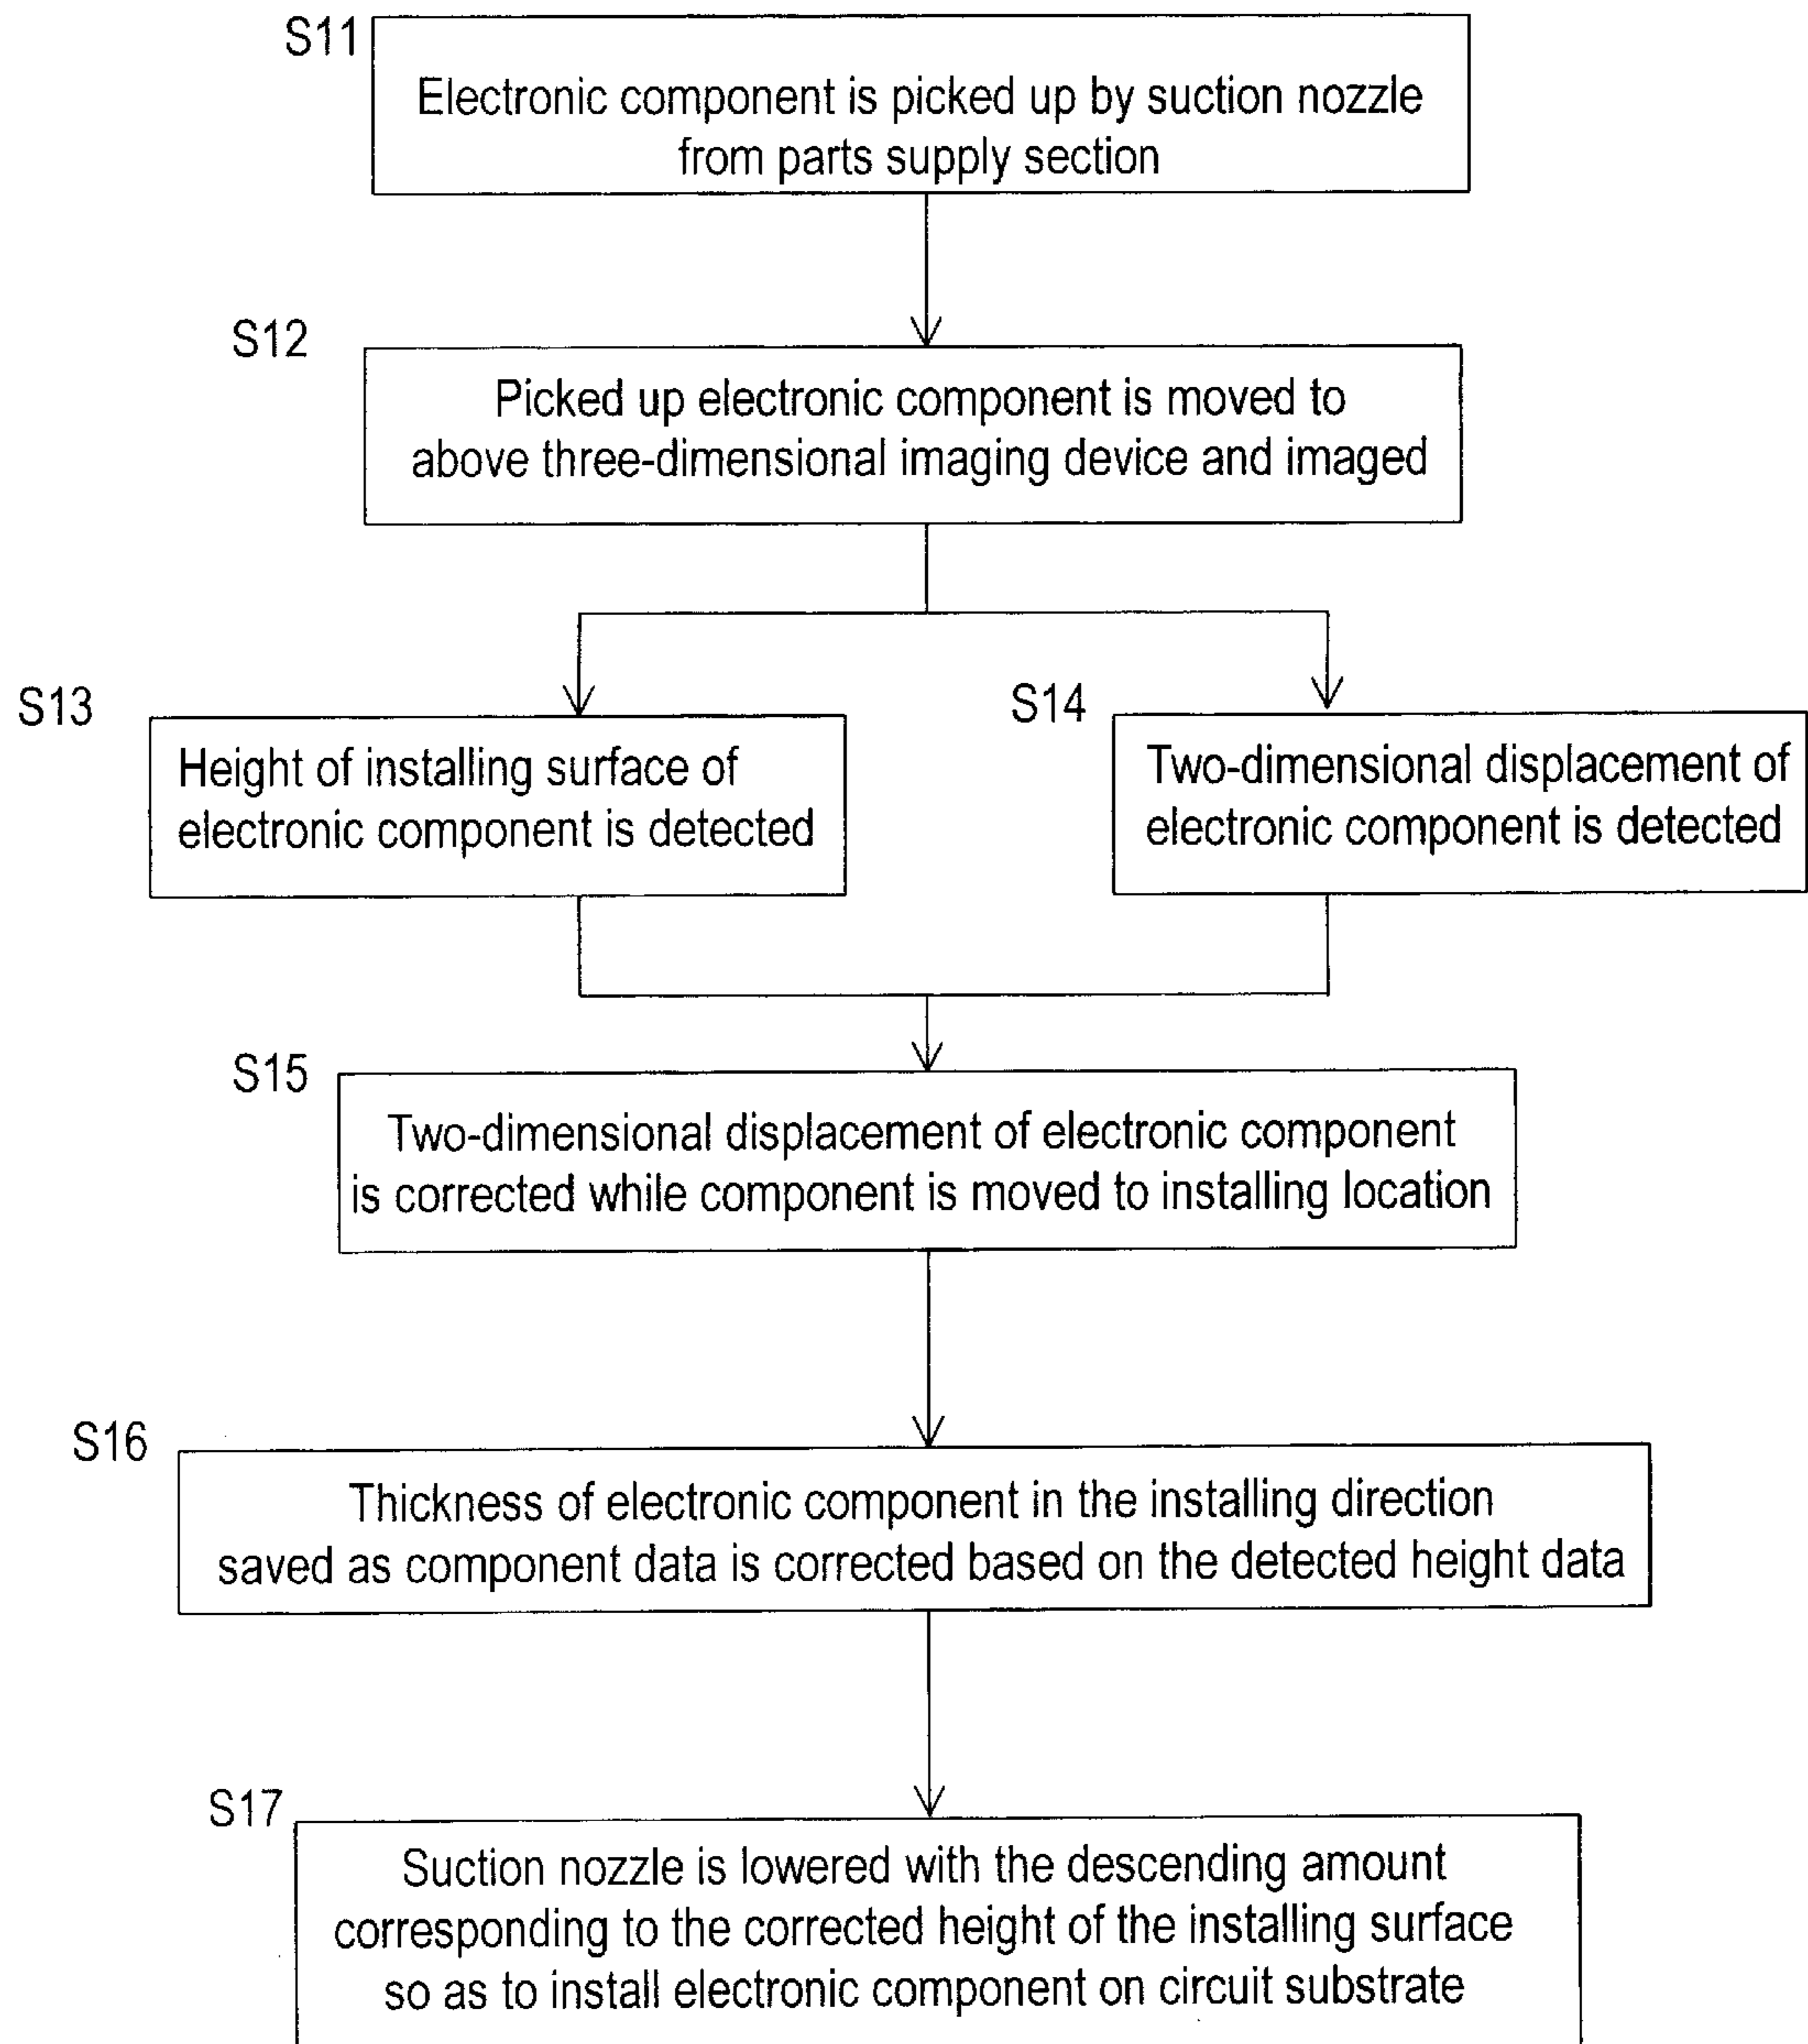 S11
Electronic component is picked up by suction nozzle
from parts supply section
S12
Picked up electronic component is moved to
above three-dimensional imaging device and imaged
S13
Height of installing surface of
electronic component is detected
S14
Two-dimensional displacement of
electronic component is detected
S15
Two-dimensional displacement of electronic component
is corrected while component is moved to installing location
S16
Thickness of electronic component in the installing direction
saved as component data is corrected based on the detected height data
S17
Suction nozzle is lowered with the descending amount
corresponding to the corrected height of the installing surface
so as to install electronic component on circuit substrate